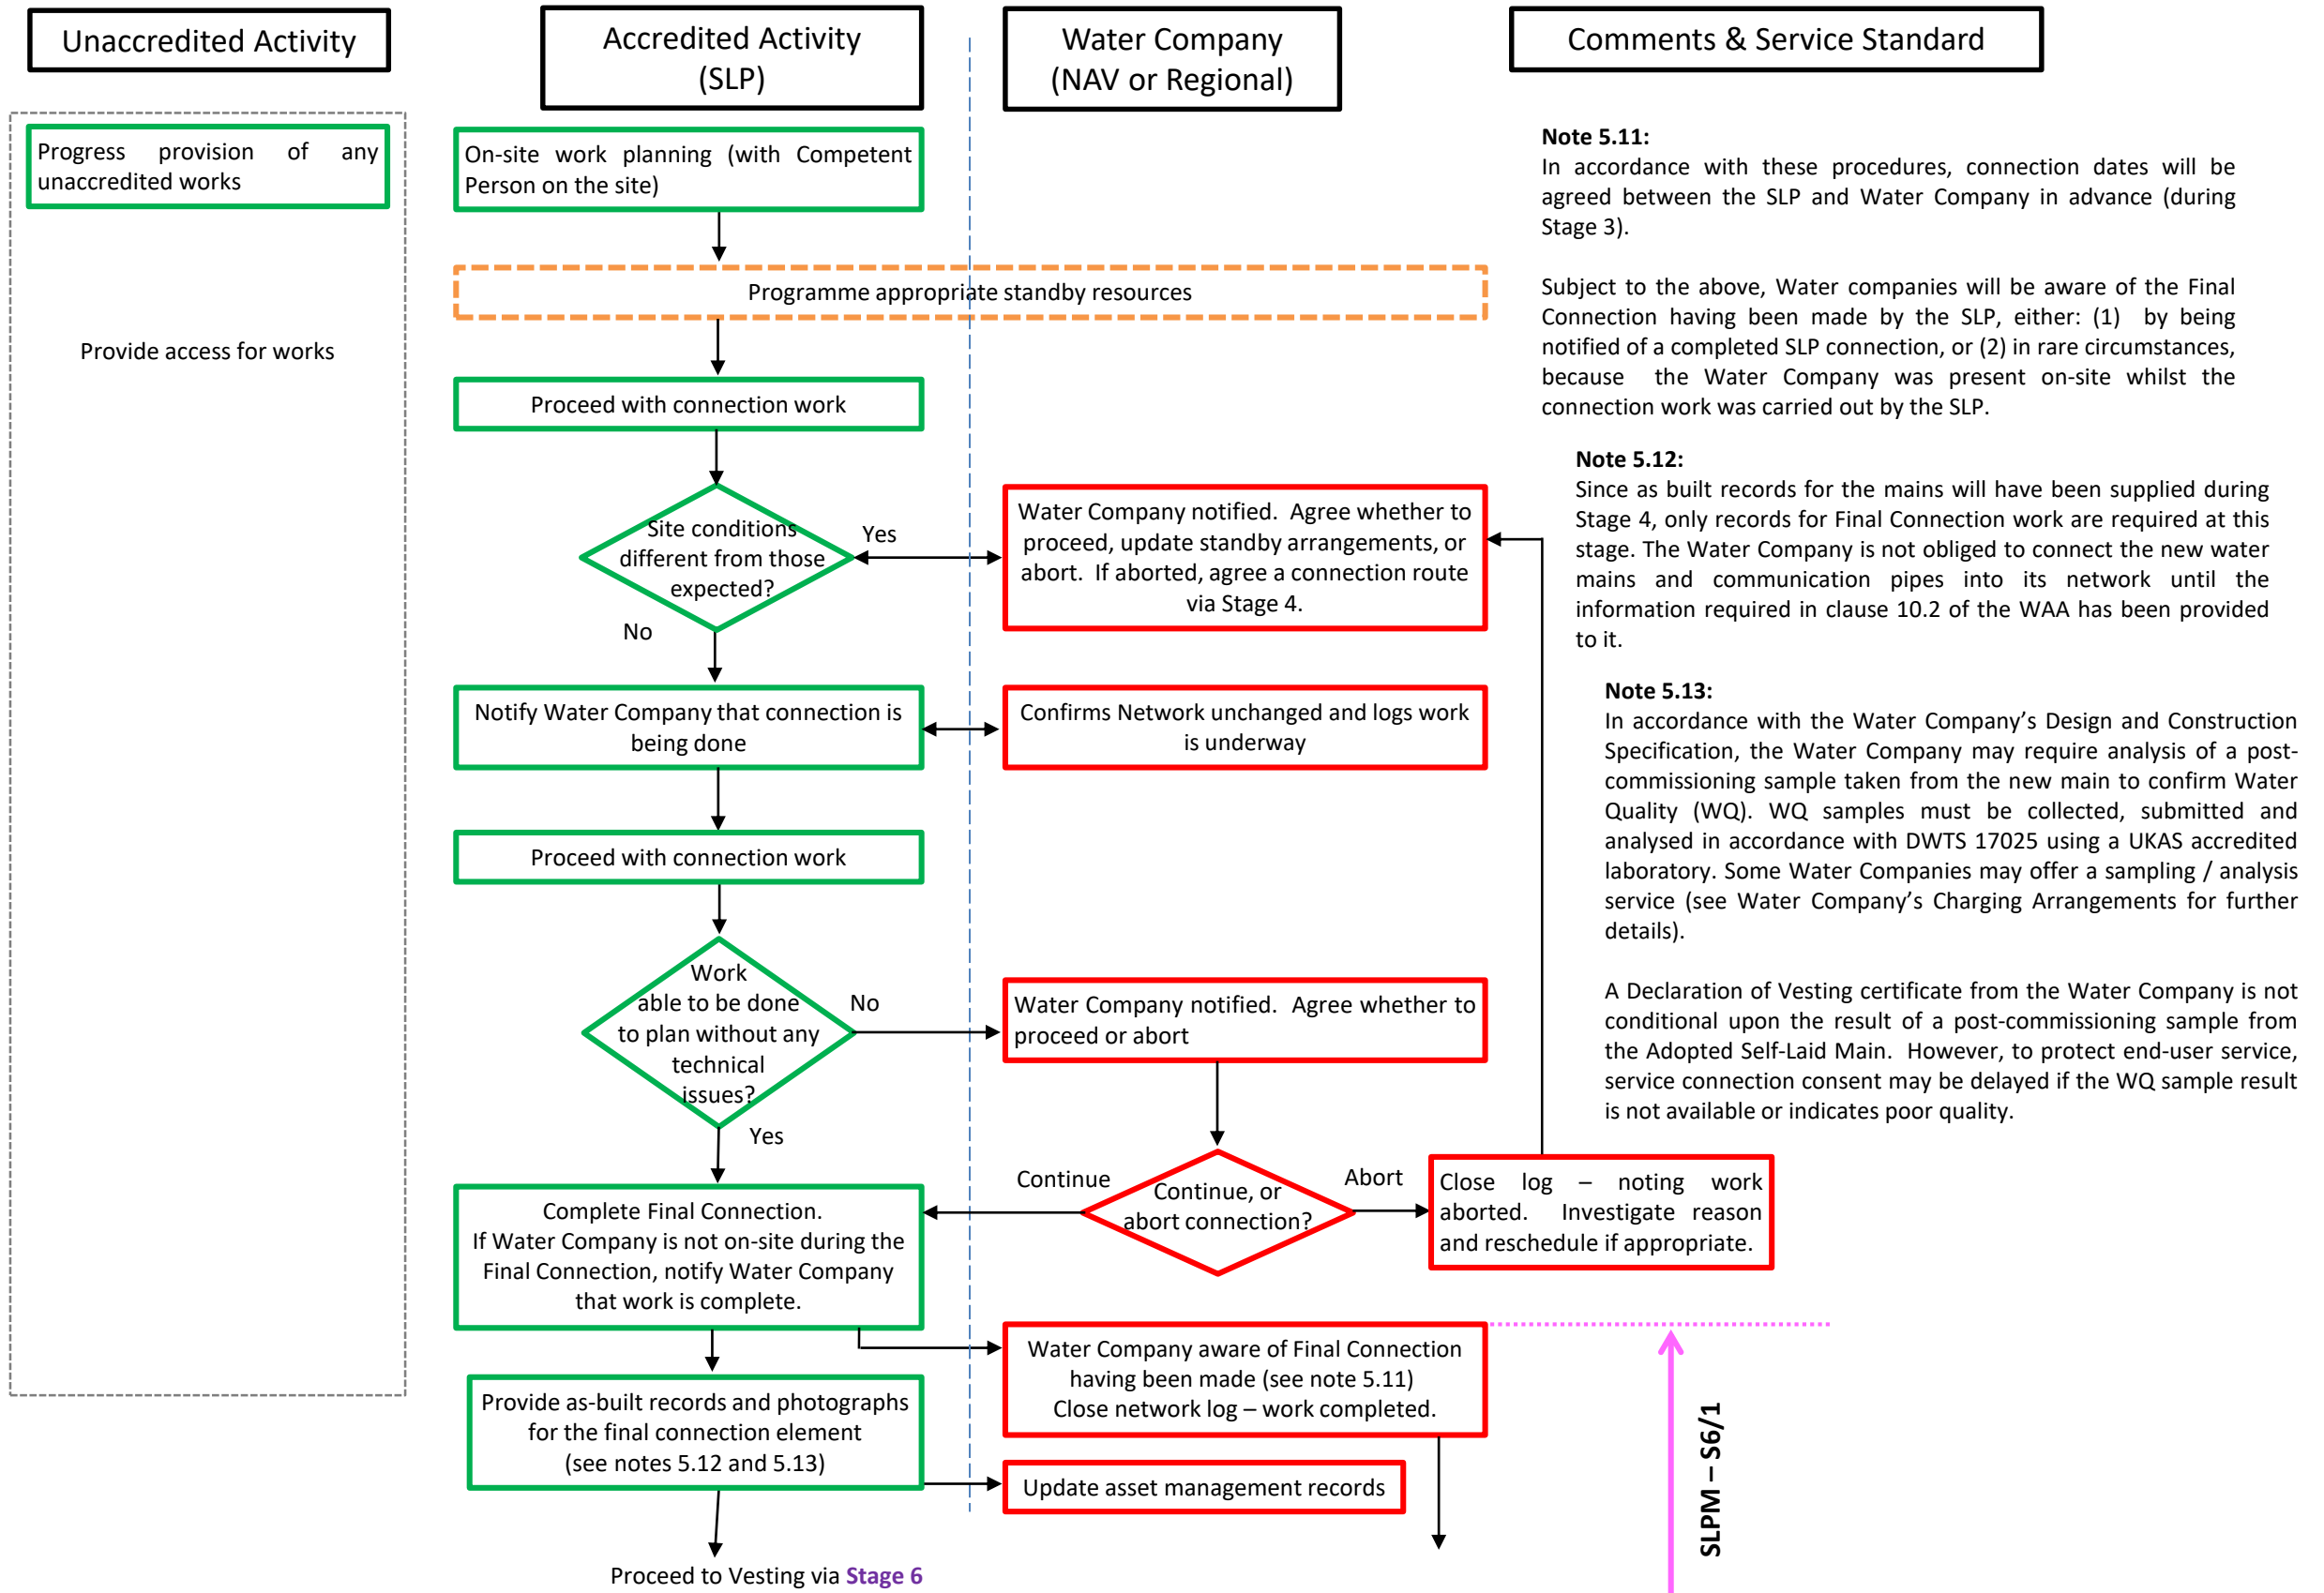 Unaccredited Activity
Accredited Activity
(SLP)
Water Company
(NAV or Regional)
Comments & Service Standard
Progress provision of any
unaccredited works
Provide access for works
On-site work planning (with Competent
Person on the site)
Programme appropriate standby resources
Proceed with connection work
Site conditions
different from those
expected?
Yes
No
Water Company notified. Agree whether to
proceed, update standby arrangements, or
abort. If aborted, agree a connection route
via Stage 4.
Notify Water Company that connection is
being done
Confirms Network unchanged and logs work
is underway
Proceed with connection work
Work
able to be done
to plan without any
technical
issues?
No
Yes
Water Company notified. Agree whether to
proceed or abort
Continue
Continue, or
abort connection?
Abort
Close log – noting work
aborted. Investigate reason
and reschedule if appropriate.
Complete Final Connection.
If Water Company is not on-site during the
Final Connection, notify Water Company
that work is complete.
Water Company aware of Final Connection
having been made (see note 5.11)
Close network log – work completed.
Provide as-built records and photographs
for the final connection element
(see notes 5.12 and 5.13)
Update asset management records
Proceed to Vesting via Stage 6
Note 5.11:
In accordance with these procedures, connection dates will be
agreed between the SLP and Water Company in advance (during
Stage 3).
Subject to the above, Water companies will be aware of the Final
Connection having been made by the SLP, either: (1) by being
notified of a completed SLP connection, or (2) in rare circumstances,
because the Water Company was present on-site whilst the
connection work was carried out by the SLP.
Note 5.12:
Since as built records for the mains will have been supplied during
Stage 4, only records for Final Connection work are required at this
stage. The Water Company is not obliged to connect the new water
mains and communication pipes into its network until the
information required in clause 10.2 of the WAA has been provided
to it.
Note 5.13:
In accordance with the Water Company’s Design and Construction
Specification, the Water Company may require analysis of a post-
commissioning sample taken from the new main to confirm Water
Quality (WQ). WQ samples must be collected, submitted and
analysed in accordance with DWTS 17025 using a UKAS accredited
laboratory. Some Water Companies may offer a sampling / analysis
service (see Water Company’s Charging Arrangements for further
details).
A Declaration of Vesting certificate from the Water Company is not
conditional upon the result of a post-commissioning sample from
the Adopted Self-Laid Main. However, to protect end-user service,
service connection consent may be delayed if the WQ sample result
is not available or indicates poor quality.
SLPM – S6/1